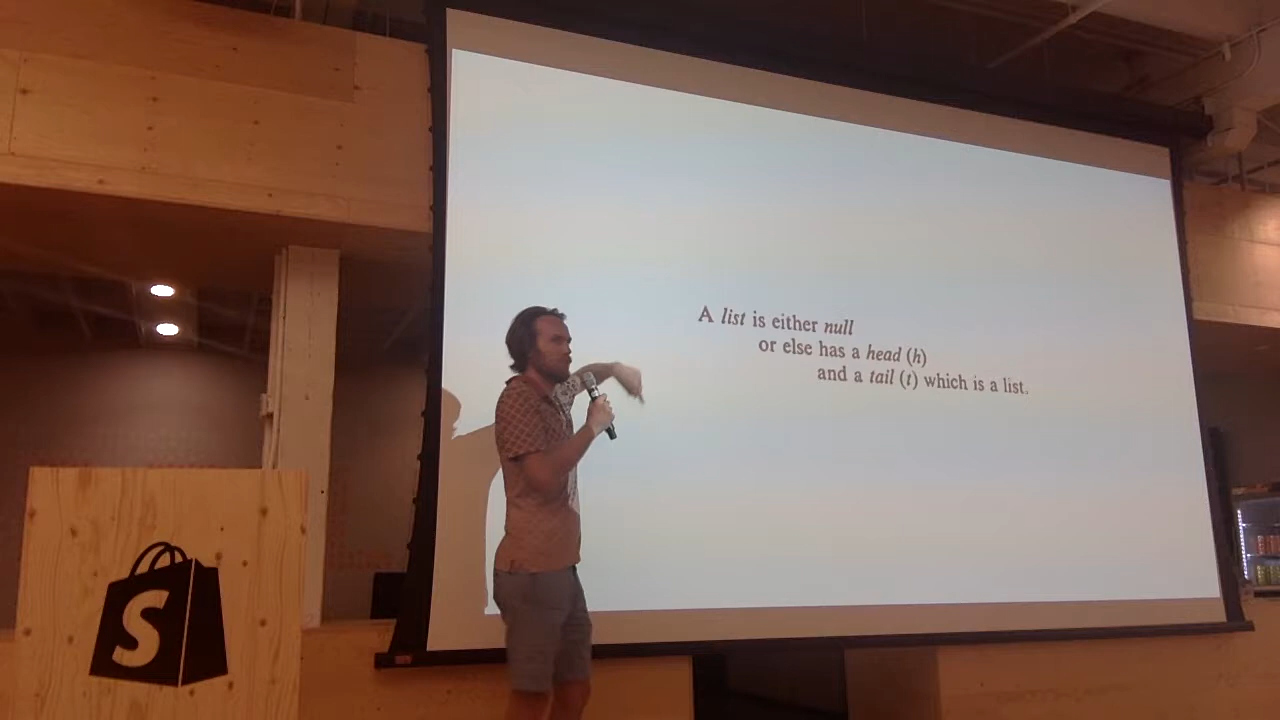 A list is either null
or else has a head (h)
and a tail (t) which is a list.
S